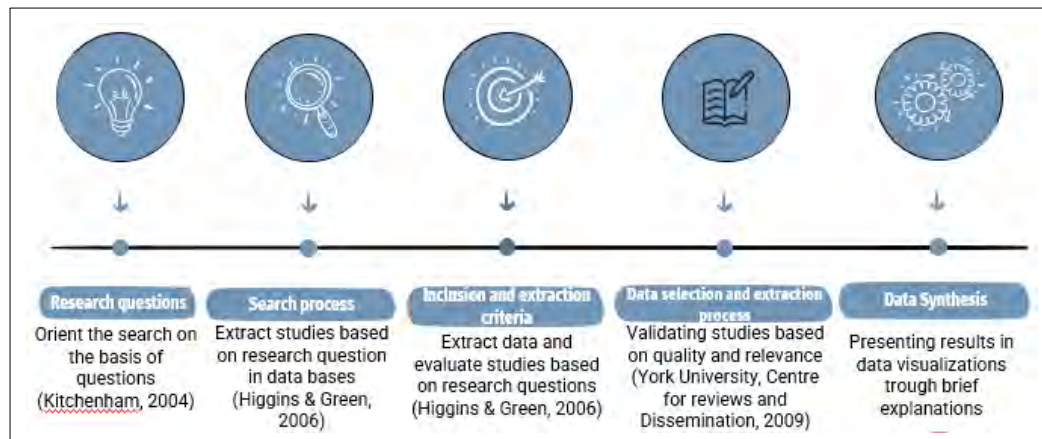 Research questions
Orient the search on
the basis of
questions
(Kitchenham, 2004)
Search process
Extract studies based
on research question
in data bases
(Higgins & Green,
2006)
Inclusion and extraction
criteria
Extract data and
evaluate studies based
on research questions
(Higgins & Green, 2006)
Data selection and extraction
process
Validating studies based
on quality and relevance
(York University, Centre
for reviews and
Dissemination, 2009)
Data Synthesis
Presenting results in
data visualizations
trough brief
explanations